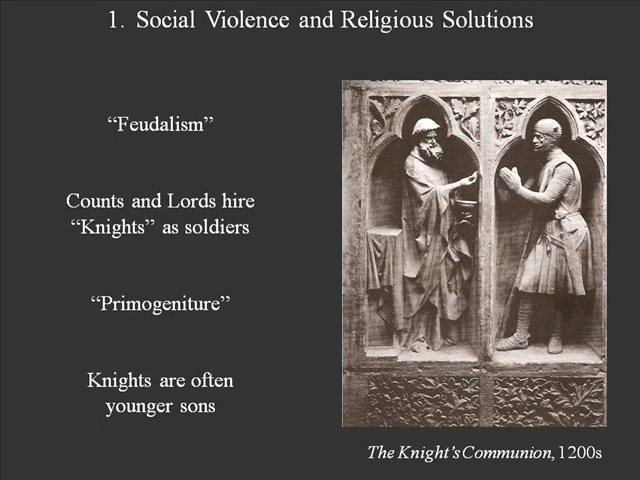 1. Social Violence and Religious Solutions
“Feudalism”
Counts and Lords hire
“Knights” as soldiers
“Primogeniture”
Knights are often
younger sons
The Knight’s Communion, 1200s